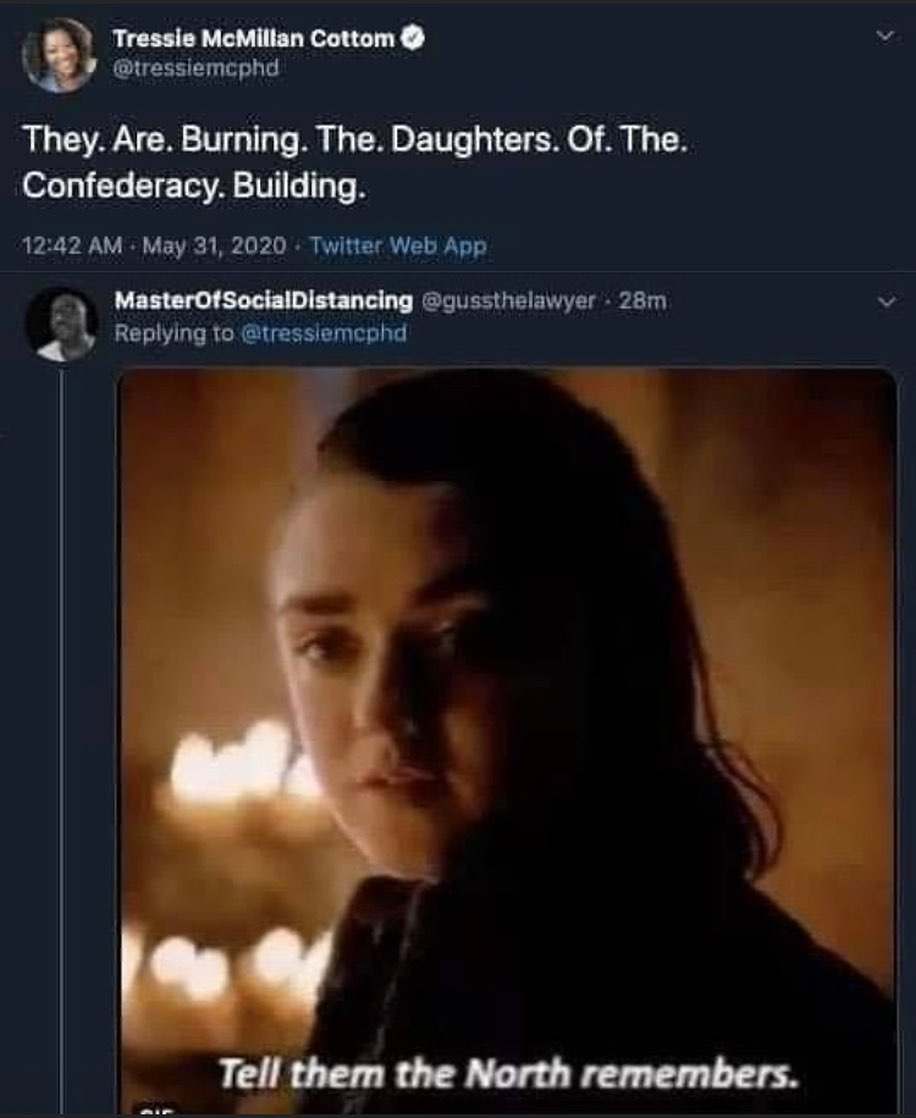 Tressie McMillan Cottom
@tressiemcphd
They. Are. Burning. The. Daughters. Of. The.
Confederacy. Building.
12:42 AM · May 31, 2020 · Twitter Web App
MasterOfSocialDistancing @gussthelawyer · 28m
Replying to @tressiemcphd
Tell them the North remembers.
GIF